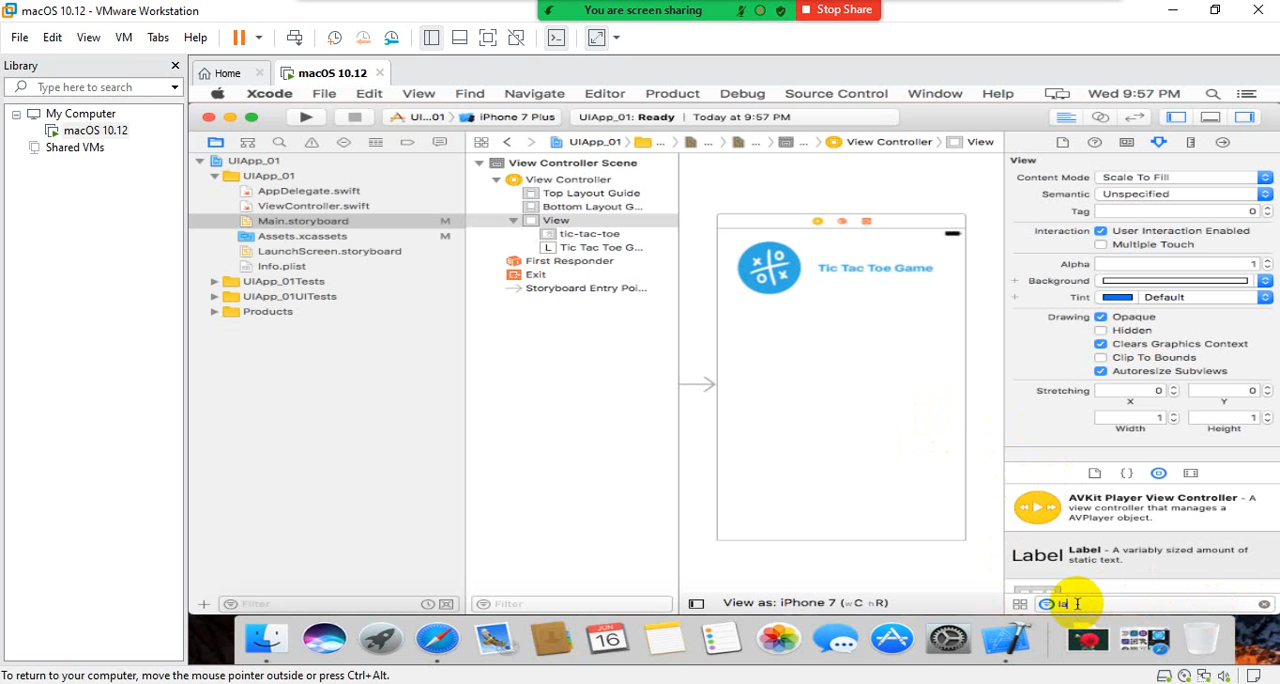 macOS 10.12 - VMware Workstation
You are screen sharing
Stop Share
File Edit View VM Tabs Help
Library
Type here to search
My Computer
macOS 10.12
Shared VMs
Home
macOS 10.12
Xcode File Edit View Find Navigate Editor Product Debug Source Control Window Help Wed 9:57 PM
UI...01 iPhone 7 Plus
UIApp_01: Ready Today at 9:57 PM
UIApp_01 ... ... ... ... View Controller View
UIApp_01
UIApp_01
AppDelegate.swift
ViewController.swift
Main.storyboard M
Assets.xcassets M
LaunchScreen.storyboard
Info.plist
UIApp_01Tests
UIApp_01UITests
Products
Filter
View Controller Scene
View Controller
Top Layout Guide
Bottom Layout G...
View
tic-tac-toe
L Tic Tac Toe G...
First Responder
Exit
Storyboard Entry Poi...
Filter
Tic Tac Toe Game
View as: iPhone 7 (wC hR)
View
Content Mode Scale To Fill
Semantic Unspecified
Tag 0
Interaction User Interaction Enabled
Multiple Touch
Alpha 1
Background
Tint Default
Drawing Opaque
Hidden
Clears Graphics Context
Clip To Bounds
Autoresize Subviews
Stretching 0 0
X Y
1 1
Width Height
AVKit Player View Controller - A
view controller that manages a
AVPlayer object.
Label Label - A variably sized amount of
static text.
la
JUN
16
To return to your computer, move the mouse pointer outside or press Ctrl+Alt.